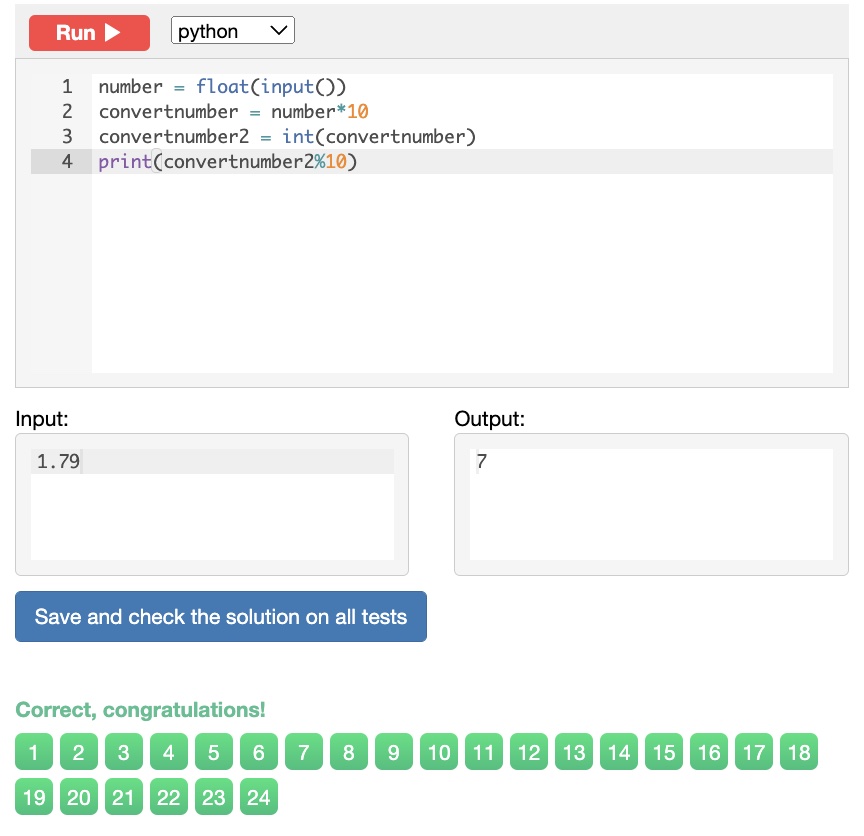 Run ▶ python
1 number = float(input())
2 convertnumber = number*10
3 convertnumber2 = int(convertnumber)
4 print(convertnumber2%10)
Input:
Output:
1.79
7
Save and check the solution on all tests
Correct, congratulations!
1 2 3 4 5 6 7 8 9 10 11 12 13 14 15 16 17 18
19 20 21 22 23 24